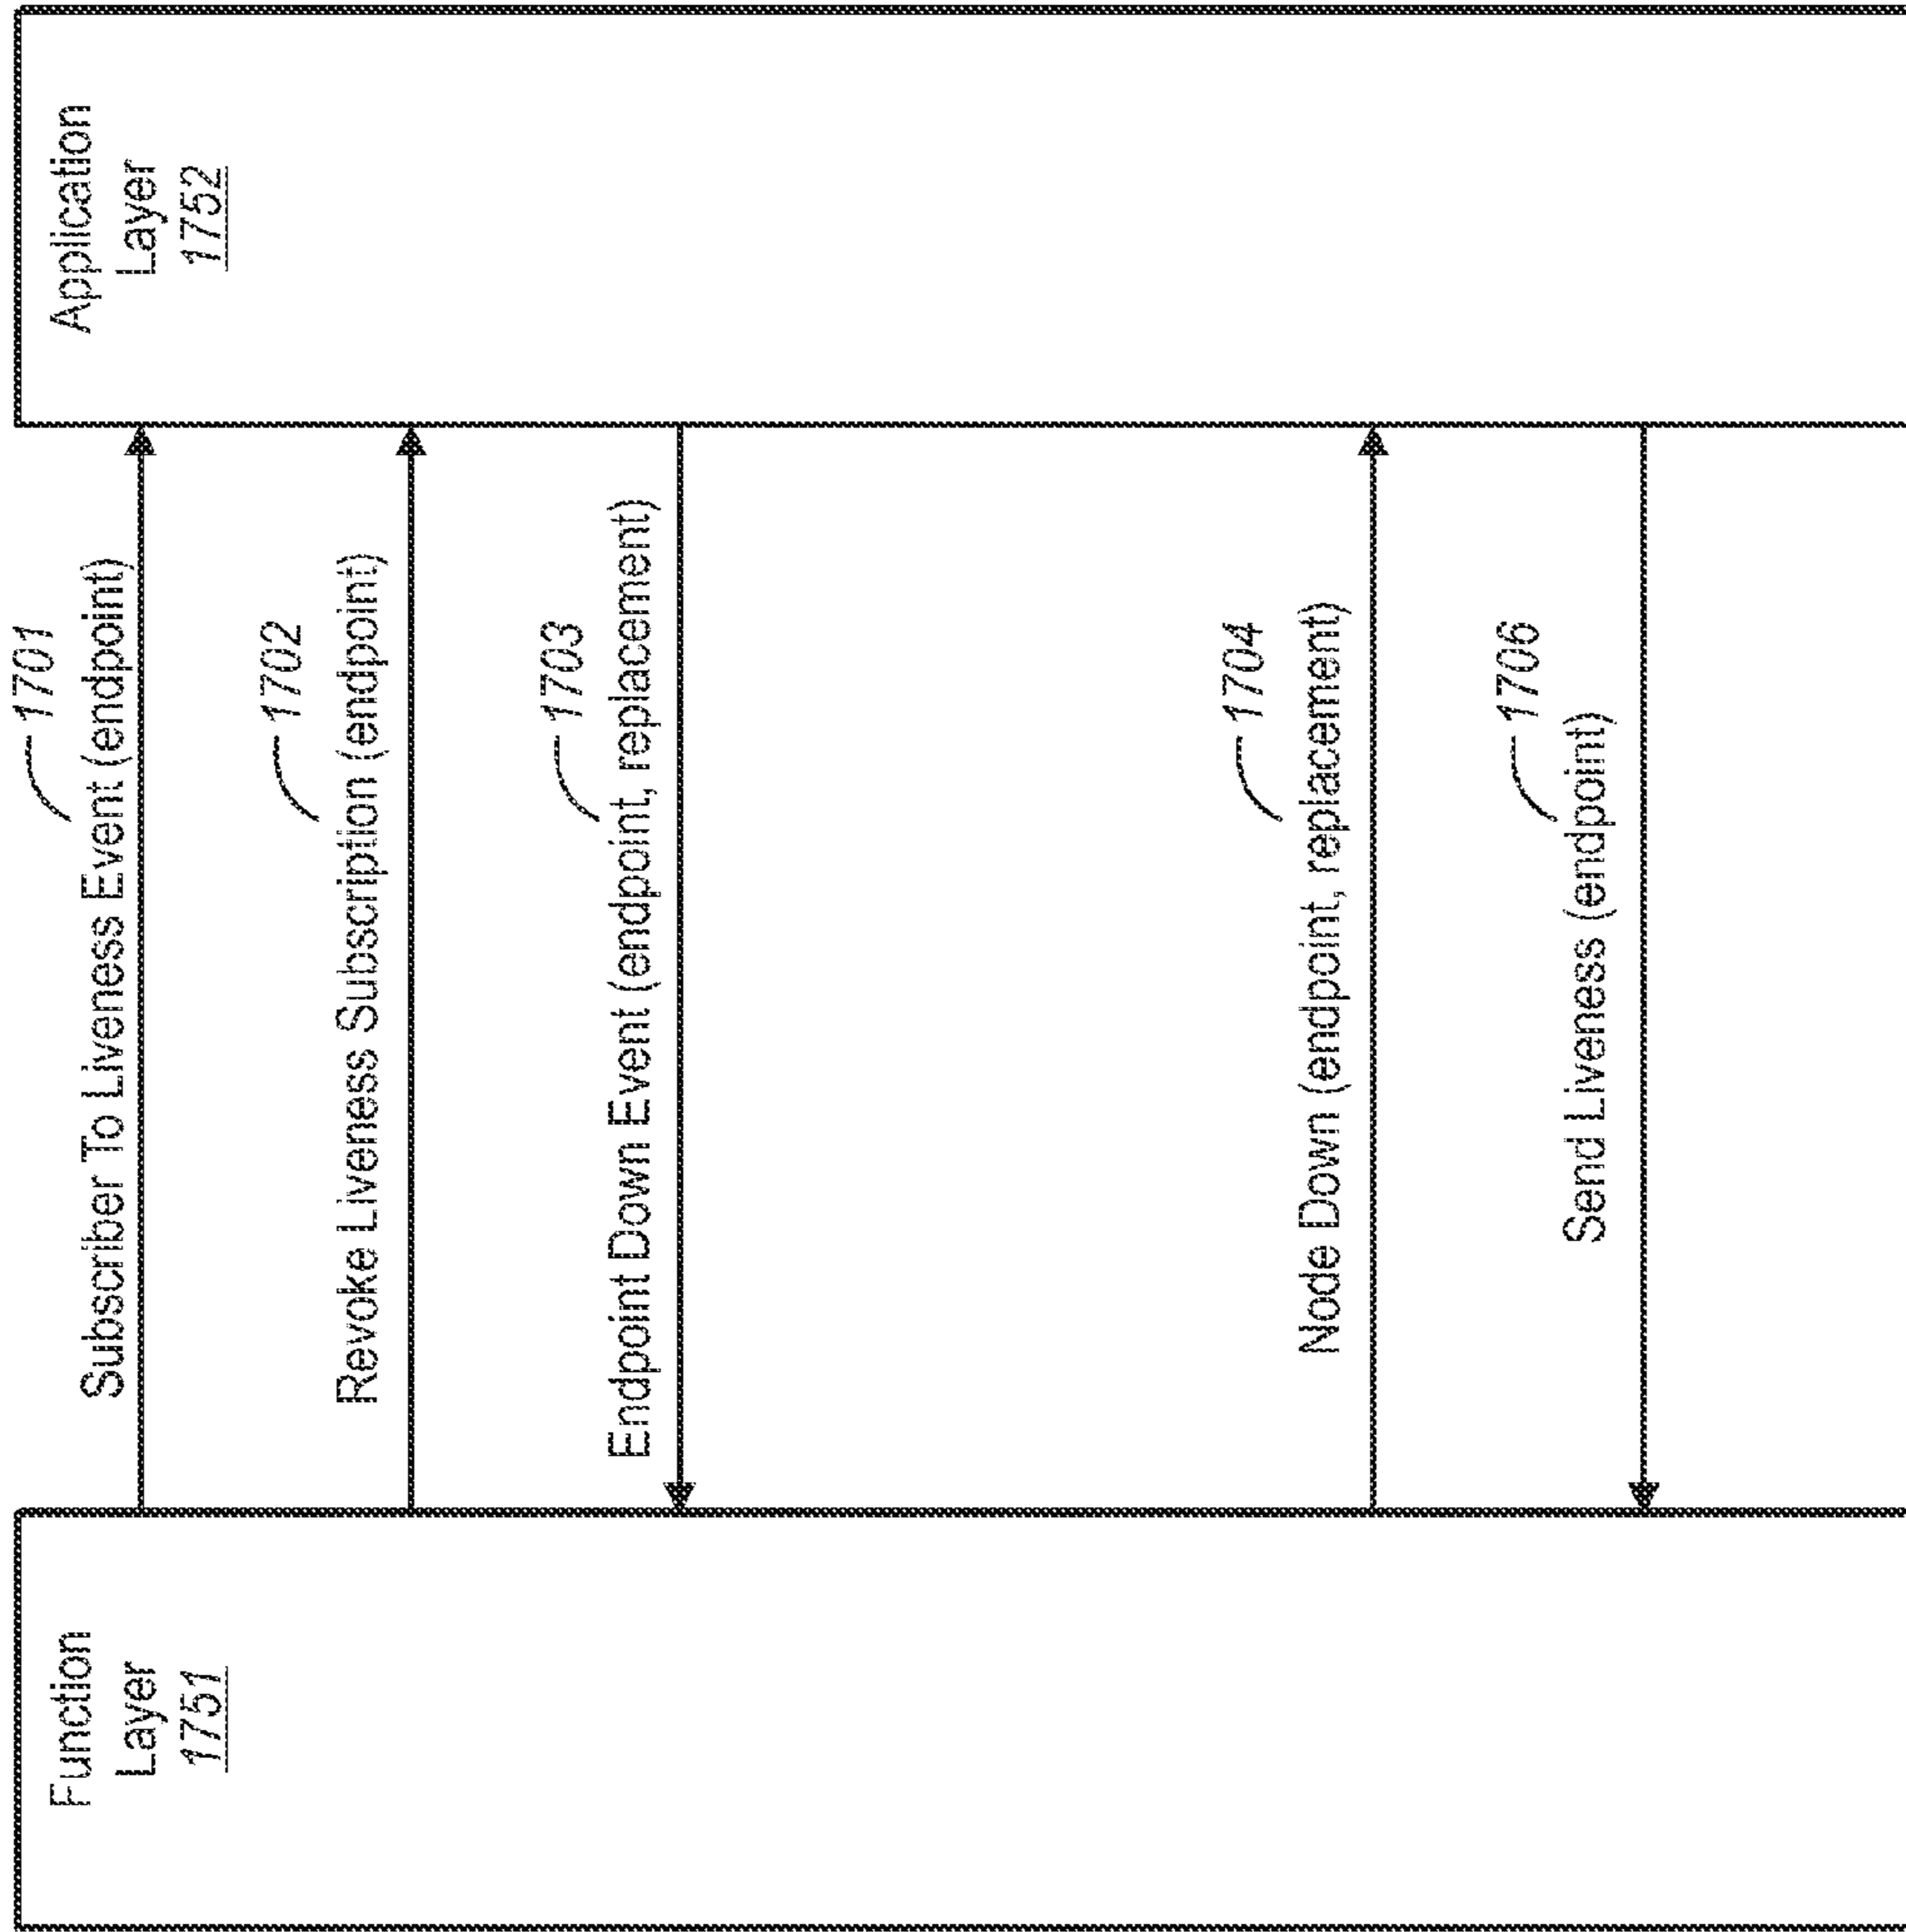 Function
Layer
1751
Application
Layer
1752
1701
Subscriber To Liveness Event (endpoint)
1702
Revoke Liveness Subscription (endpoint)
1703
Endpoint Down Event (endpoint, replacement)
1704
Node Down (endpoint, replacement)
1706
Send Liveness (endpoint)